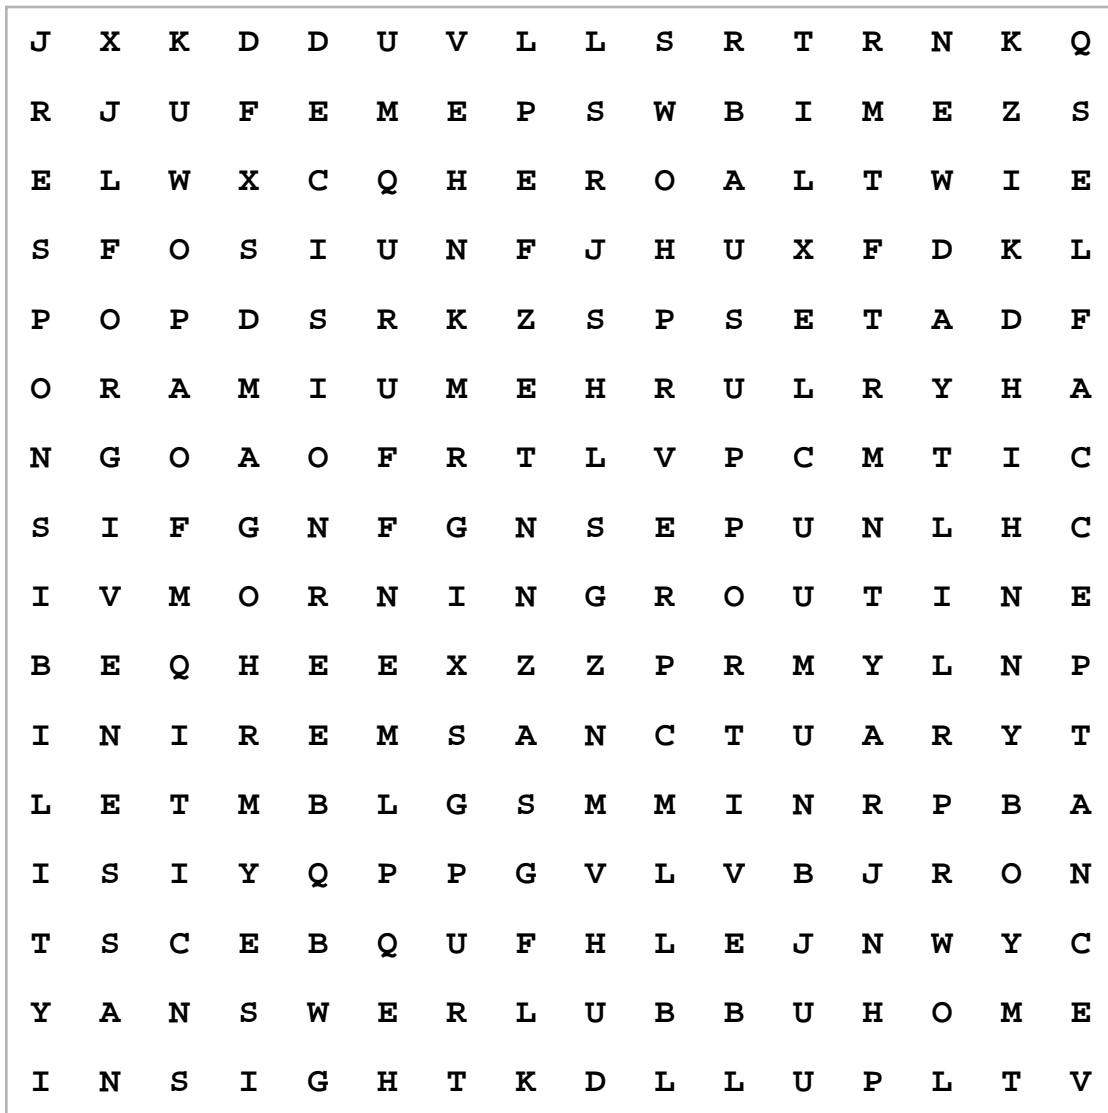 J X K D D U V L L S R T R N K Q
R J U F E M E P S W B I M E Z S
E L W X C Q H E R O A L T W I E
S F O S I U N F J H U X F D K L
P O P D S R K Z S P S E T A D F
O R A M I U M E H R U L R Y H A
N G O A O F R T L V P C M T I C
S I F G N F G N S E P U N L H C
I V M O R N I N G R O U T I N E
B E Q H E E X Z Z P R M Y L N P
I N I R E M S A N C T U A R Y T
L E T M B L G S M M I N R P B A
I S I Y Q P P G V L V B J R O N
T S C E B Q U F H L E J N W Y C
Y A N S W E R L U B B U H O M E
I N S I G H T K D L L U P L T V